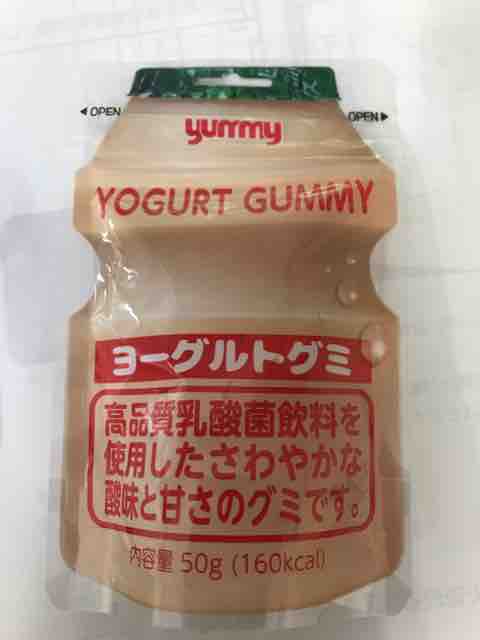 ◀ OPEN
OPEN ▶
yummy
YOGURT GUMMY
ヨーグルトグミ
高品質乳酸菌飲料を
使用したさわやかな
酸味と甘さのグミです。
内容量 50g (160kcal)